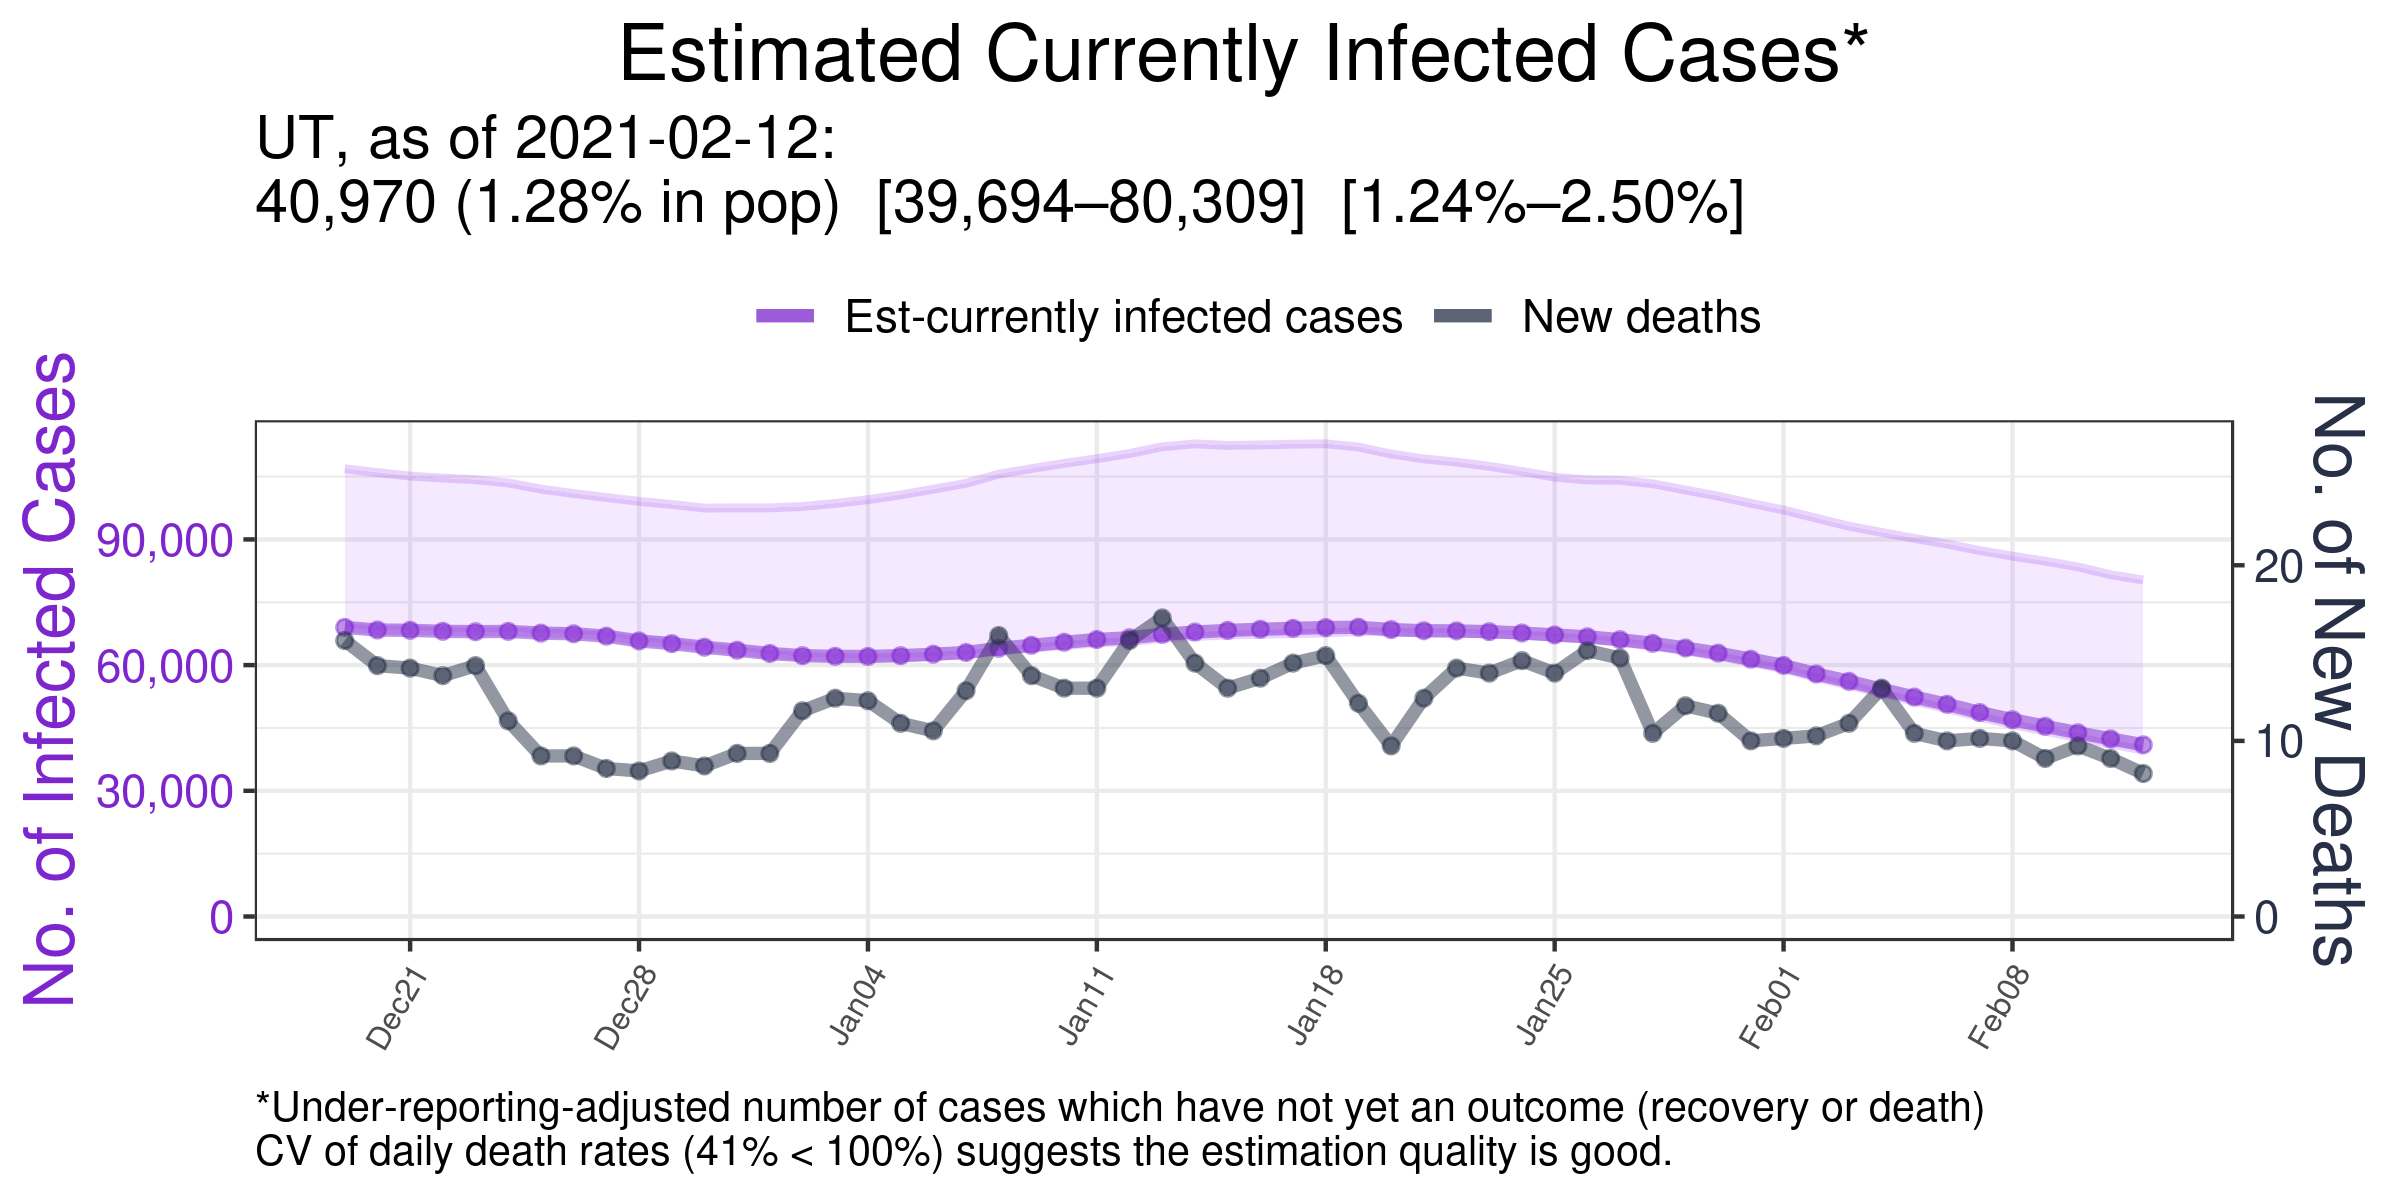 Estimated Currently Infected Cases*
UT, as of 2021-02-12:
40,970 (1.28% in pop)  [39,694–80,309]  [1.24%–2.50%]
Est-currently infected cases
New deaths
No. of Infected Cases
90,000
60,000
30,000
0
No. of New Deaths
20
10
0
Dec21
Dec28
Jan04
Jan11
Jan18
Jan25
Feb01
Feb08
*Under-reporting-adjusted number of cases which have not yet an outcome (recovery or death)
CV of daily death rates (41% < 100%) suggests the estimation quality is good.